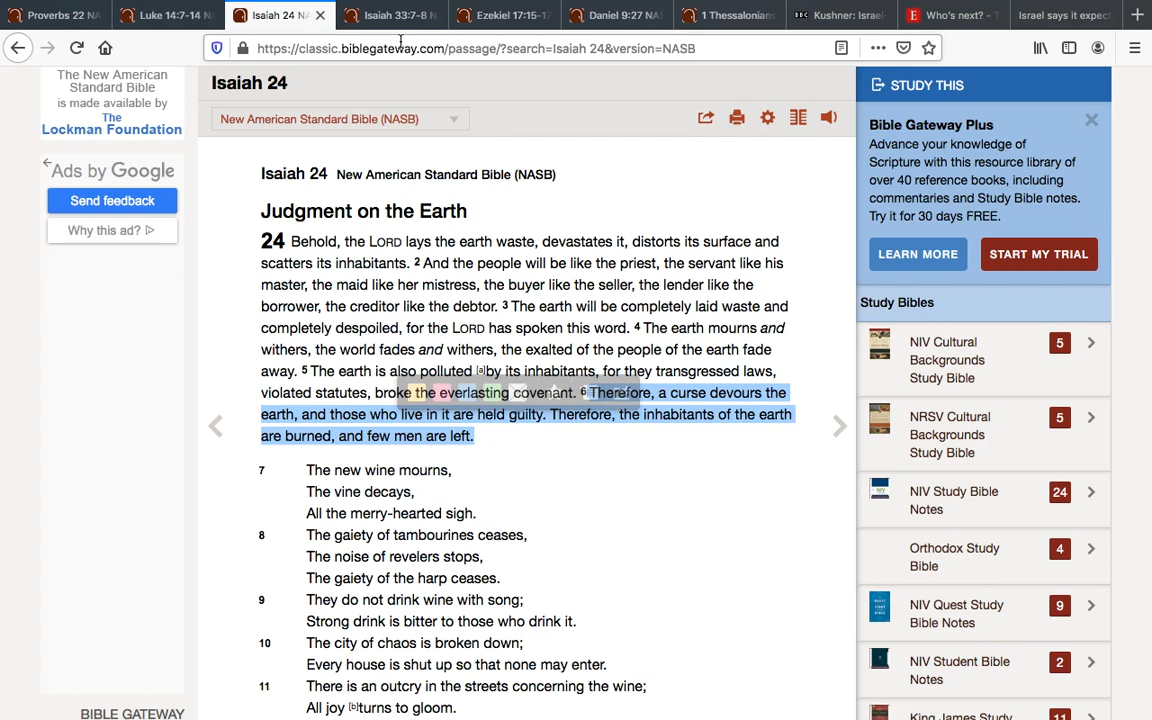 Proverbs 22 NA
Luke 14:7-14 NA
Isaiah 24 NA
Isaiah 33:7-8 N
Ezekiel 17:15-17
Daniel 9:27 NAS
1 Thessalonian
BBC Kushner: Israel-
E Who's next? - T
Israel says it expect
https://classic.biblegateway.com/passage/?search=Isaiah 24&version=NASB
The New American
Standard Bible
is made available by
The
Lockman Foundation
Ads by Google
Send feedback
Why this ad?
BIBLE GATEWAY
Isaiah 24
New American Standard Bible (NASB)
Isaiah 24 New American Standard Bible (NASB)
Judgment on the Earth
24 Behold, the LORD lays the earth waste, devastates it, distorts its surface and
scatters its inhabitants. 2 And the people will be like the priest, the servant like his
master, the maid like her mistress, the buyer like the seller, the lender like the
borrower, the creditor like the debtor. 3 The earth will be completely laid waste and
completely despoiled, for the LORD has spoken this word. 4 The earth mourns and
withers, the world fades and withers, the exalted of the people of the earth fade
away. 5 The earth is also polluted [a]by its inhabitants, for they transgressed laws,
violated statutes, broke the everlasting covenant. 6 Therefore, a curse devours the
earth, and those who live in it are held guilty. Therefore, the inhabitants of the earth
are burned, and few men are left.
7 The new wine mourns,
The vine decays,
All the merry-hearted sigh.
8 The gaiety of tambourines ceases,
The noise of revelers stops,
The gaiety of the harp ceases.
9 They do not drink wine with song;
Strong drink is bitter to those who drink it.
10 The city of chaos is broken down;
Every house is shut up so that none may enter.
11 There is an outcry in the streets concerning the wine;
All joy [b]turns to gloom.
STUDY THIS
Bible Gateway Plus
Advance your knowledge of
Scripture with this resource library of
over 40 reference books, including
commentaries and Study Bible notes.
Try it for 30 days FREE.
LEARN MORE
START MY TRIAL
Study Bibles
NIV Cultural
Backgrounds
Study Bible
5
NRSV Cultural
Backgrounds
Study Bible
5
NIV Study Bible
Notes
24
Orthodox Study
Bible
4
NIV Quest Study
Bible Notes
9
NIV Student Bible
Notes
2
King James Study
11